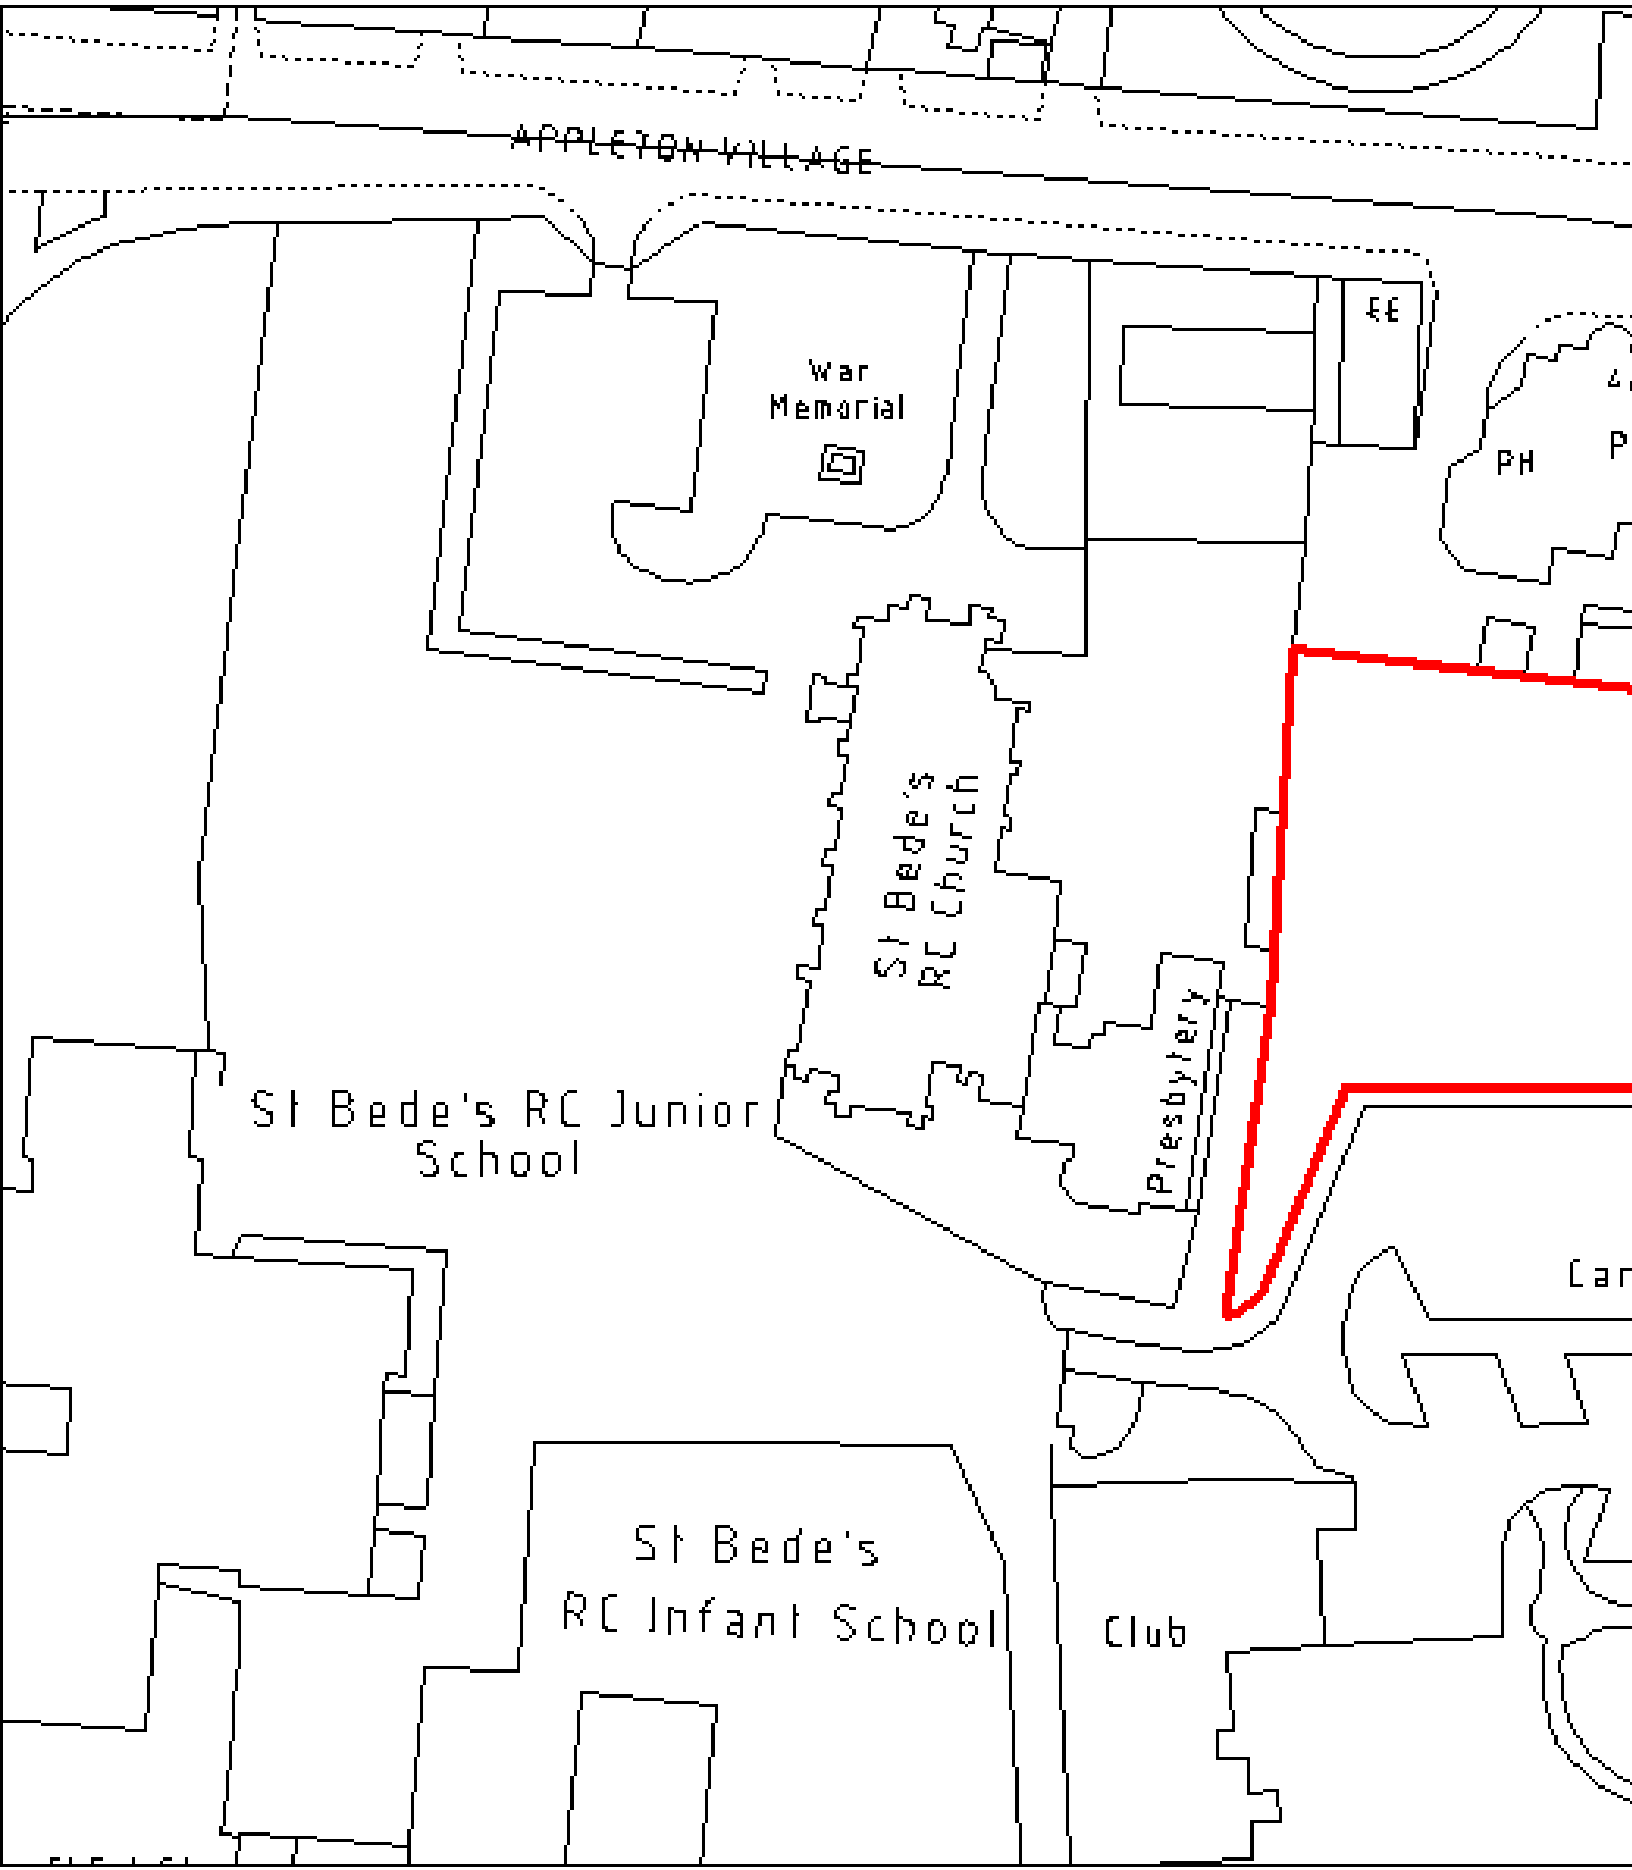 APPLETON VILLAGE
War
Memorial
PH
P
St Bede's
RC Church
Presbytery
St Bede's RC Junior
School
Car
St Bede's
RC Infant School
Club